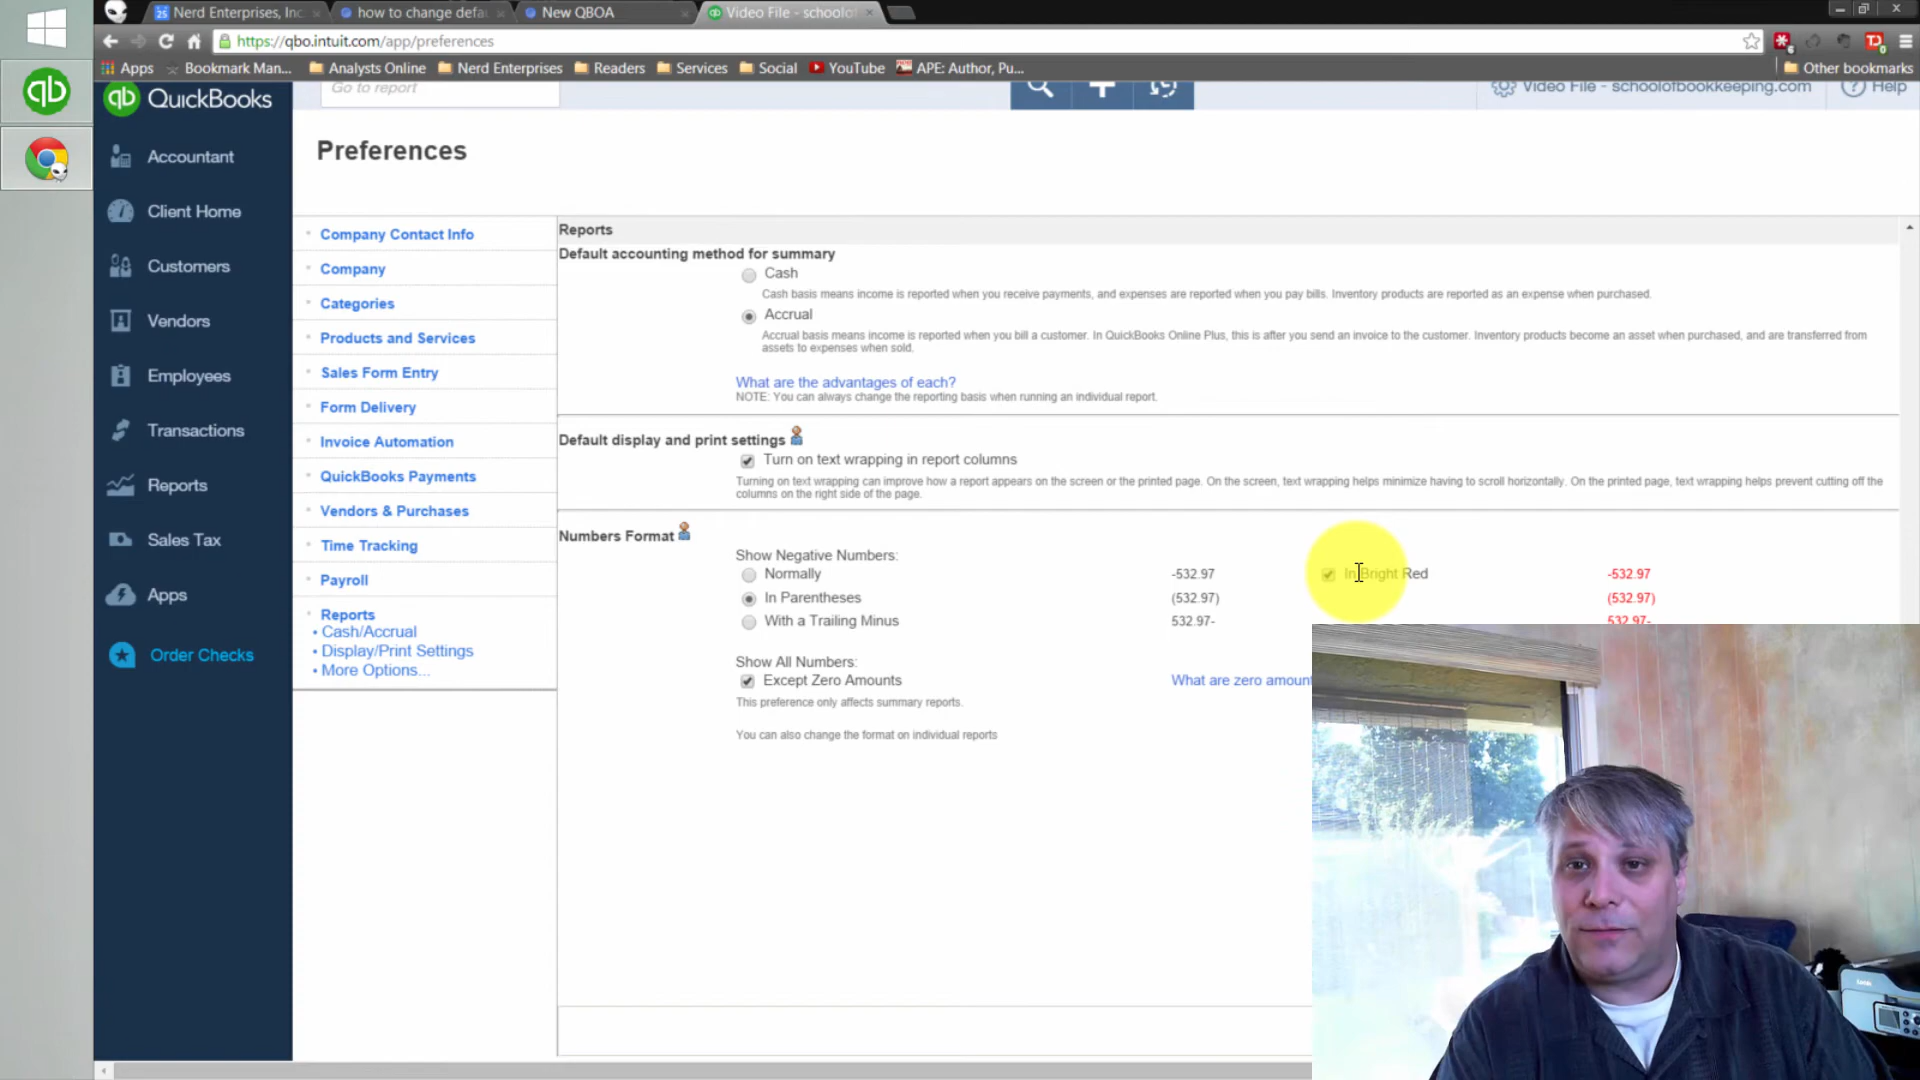 Nerd Enterprises, Inc
how to change defa
New QBOA
Video File - schoolof
https://qbo.intuit.com/app/preferences
Apps
Bookmark Man...
Analysts Online
Nerd Enterprises
Readers
Services
Social
YouTube
APE: Author, Pu...
Other bookmarks
qb QuickBooks
Go to report
Video File - schoolofbookkeeping.com
Help
Accountant
Client Home
Customers
Vendors
Employees
Transactions
Reports
Sales Tax
Apps
Order Checks
Preferences
Company Contact Info
Company
Categories
Products and Services
Sales Form Entry
Form Delivery
Invoice Automation
QuickBooks Payments
Vendors & Purchases
Time Tracking
Payroll
Reports
• Cash/Accrual
• Display/Print Settings
• More Options...
Reports
Default accounting method for summary
Cash
Cash basis means income is reported when you receive payments, and expenses are reported when you pay bills. Inventory products are reported as an expense when purchased.
Accrual
Accrual basis means income is reported when you bill a customer. In QuickBooks Online Plus, this is after you send an invoice to the customer. Inventory products become an asset when purchased, and are transferred from
assets to expenses when sold.
What are the advantages of each?
NOTE: You can always change the reporting basis when running an individual report.
Default display and print settings
Turn on text wrapping in report columns
Turning on text wrapping can improve how a report appears on the screen or the printed page. On the screen, text wrapping helps minimize having to scroll horizontally. On the printed page, text wrapping helps prevent cutting off the
columns on the right side of the page.
Numbers Format
Show Negative Numbers:
Normally -532.97 In Bright Red -532.97
In Parentheses (532.97) (532.97)
With a Trailing Minus 532.97- 532.97-
Show All Numbers:
Except Zero Amounts What are zero amount
This preference only affects summary reports.
You can also change the format on individual reports